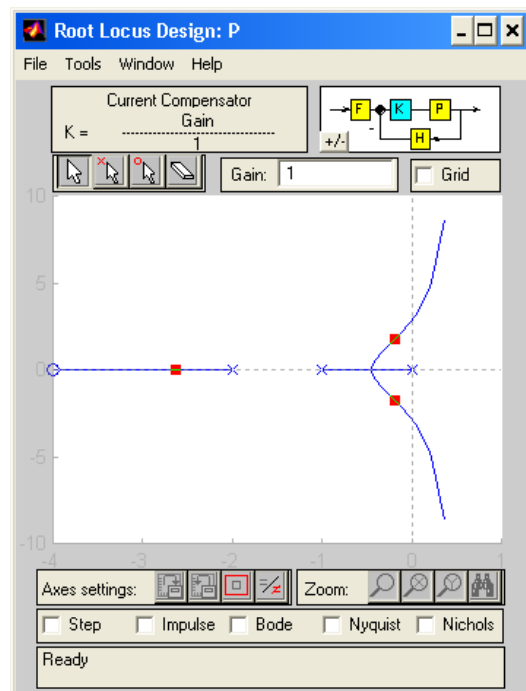 Root Locus Design: P
File Tools Window Help
Current Compensator
K = Gain
1
F K P
-
H
+/-
Gain: 1
Grid
10
5
0
-5
-10
-4 -3 -2 -1 0 1
Axes settings: Zoom:
Step Impulse Bode Nyquist Nichols
Ready